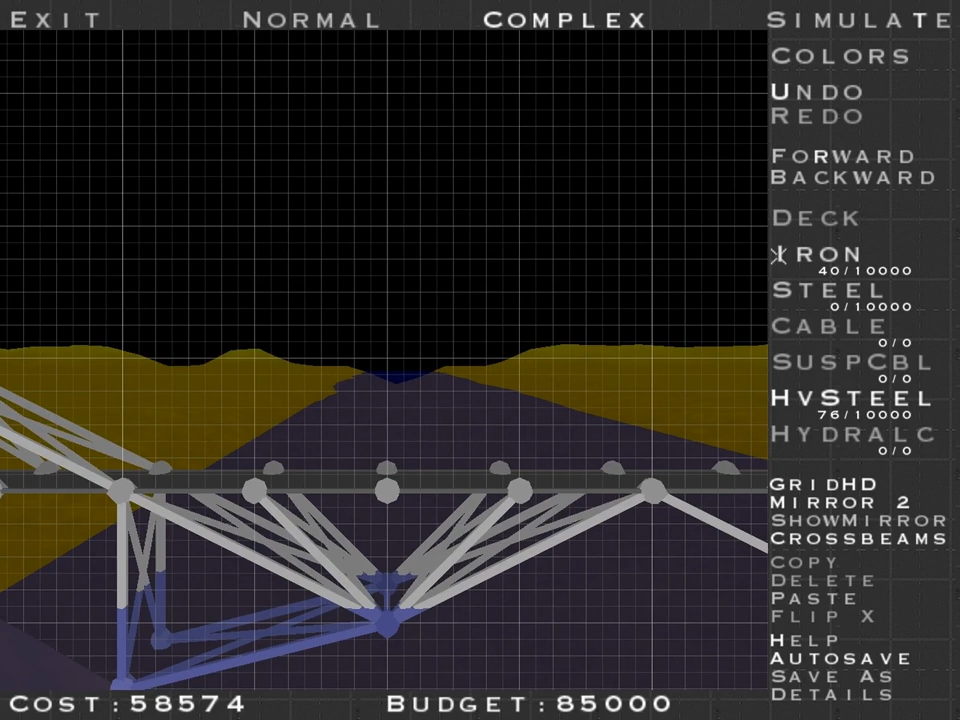 EXIT NORMAL COMPLEX SIMULATE
COLORS
UNDO
REDO
FORWARD
BACKWARD
DECK
IRON
40/10000
STEEL
0/10000
CABLE
0/0
SUSPCBL
0/0
HVSTEEL
76/10000
HYDRALC
0/0
GRIDHD
MIRROR 2
SHOWMIRROR
CROSSBEAMS
COPY
DELETE
PASTE
FLIP X
HELP
AUTOSAVE
SAVE AS
DETAILS
COST:58574 BUDGET:85000